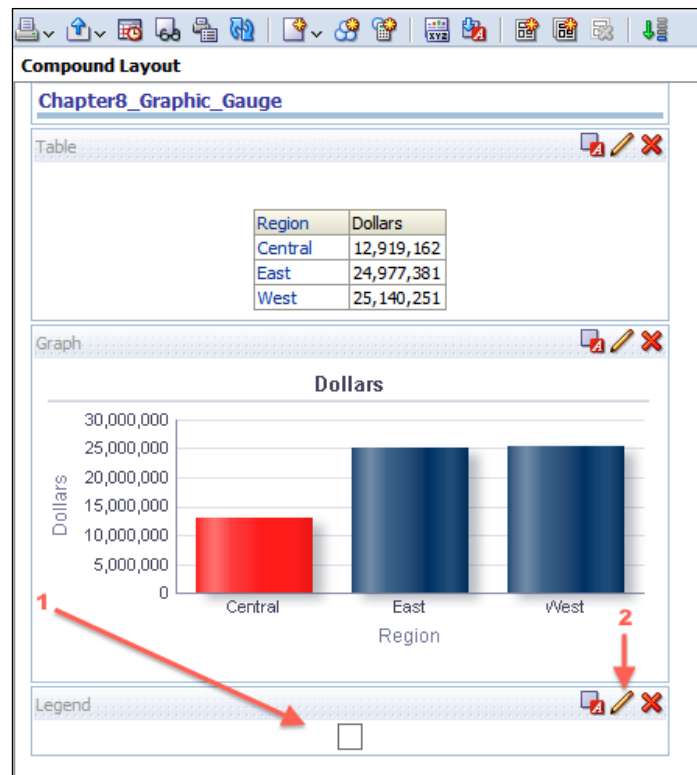 XYZ
Compound Layout
Chapter8_Graphic_Gauge
Table
A
Region Dollars
Central 12,919,162
East 24,977,381
West 25,140,251
Graph
A
Dollars
30,000,000
25,000,000
20,000,000
15,000,000
10,000,000
5,000,000
0
Dollars
Central East West
Region
1
2
Legend
A